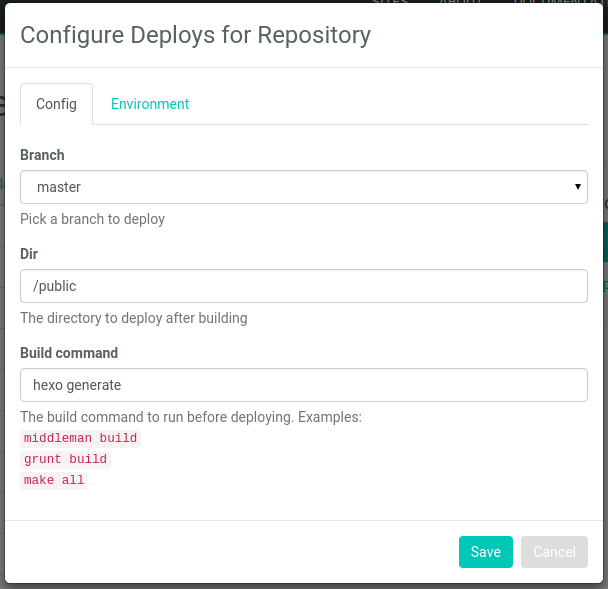 Configure Deploys for Repository
Config
Environment
Branch
master
Pick a branch to deploy
Dir
/public
The directory to deploy after building
Build command
hexo generate
The build command to run before deploying. Examples:
middleman build
grunt build
make all
Save
Cancel